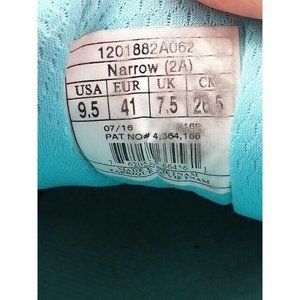 1201882A062
Narrow (2A)
USA EUR UK CM
9.5 41 7.5 26.5
07/16
PAT NO# 4,364,188